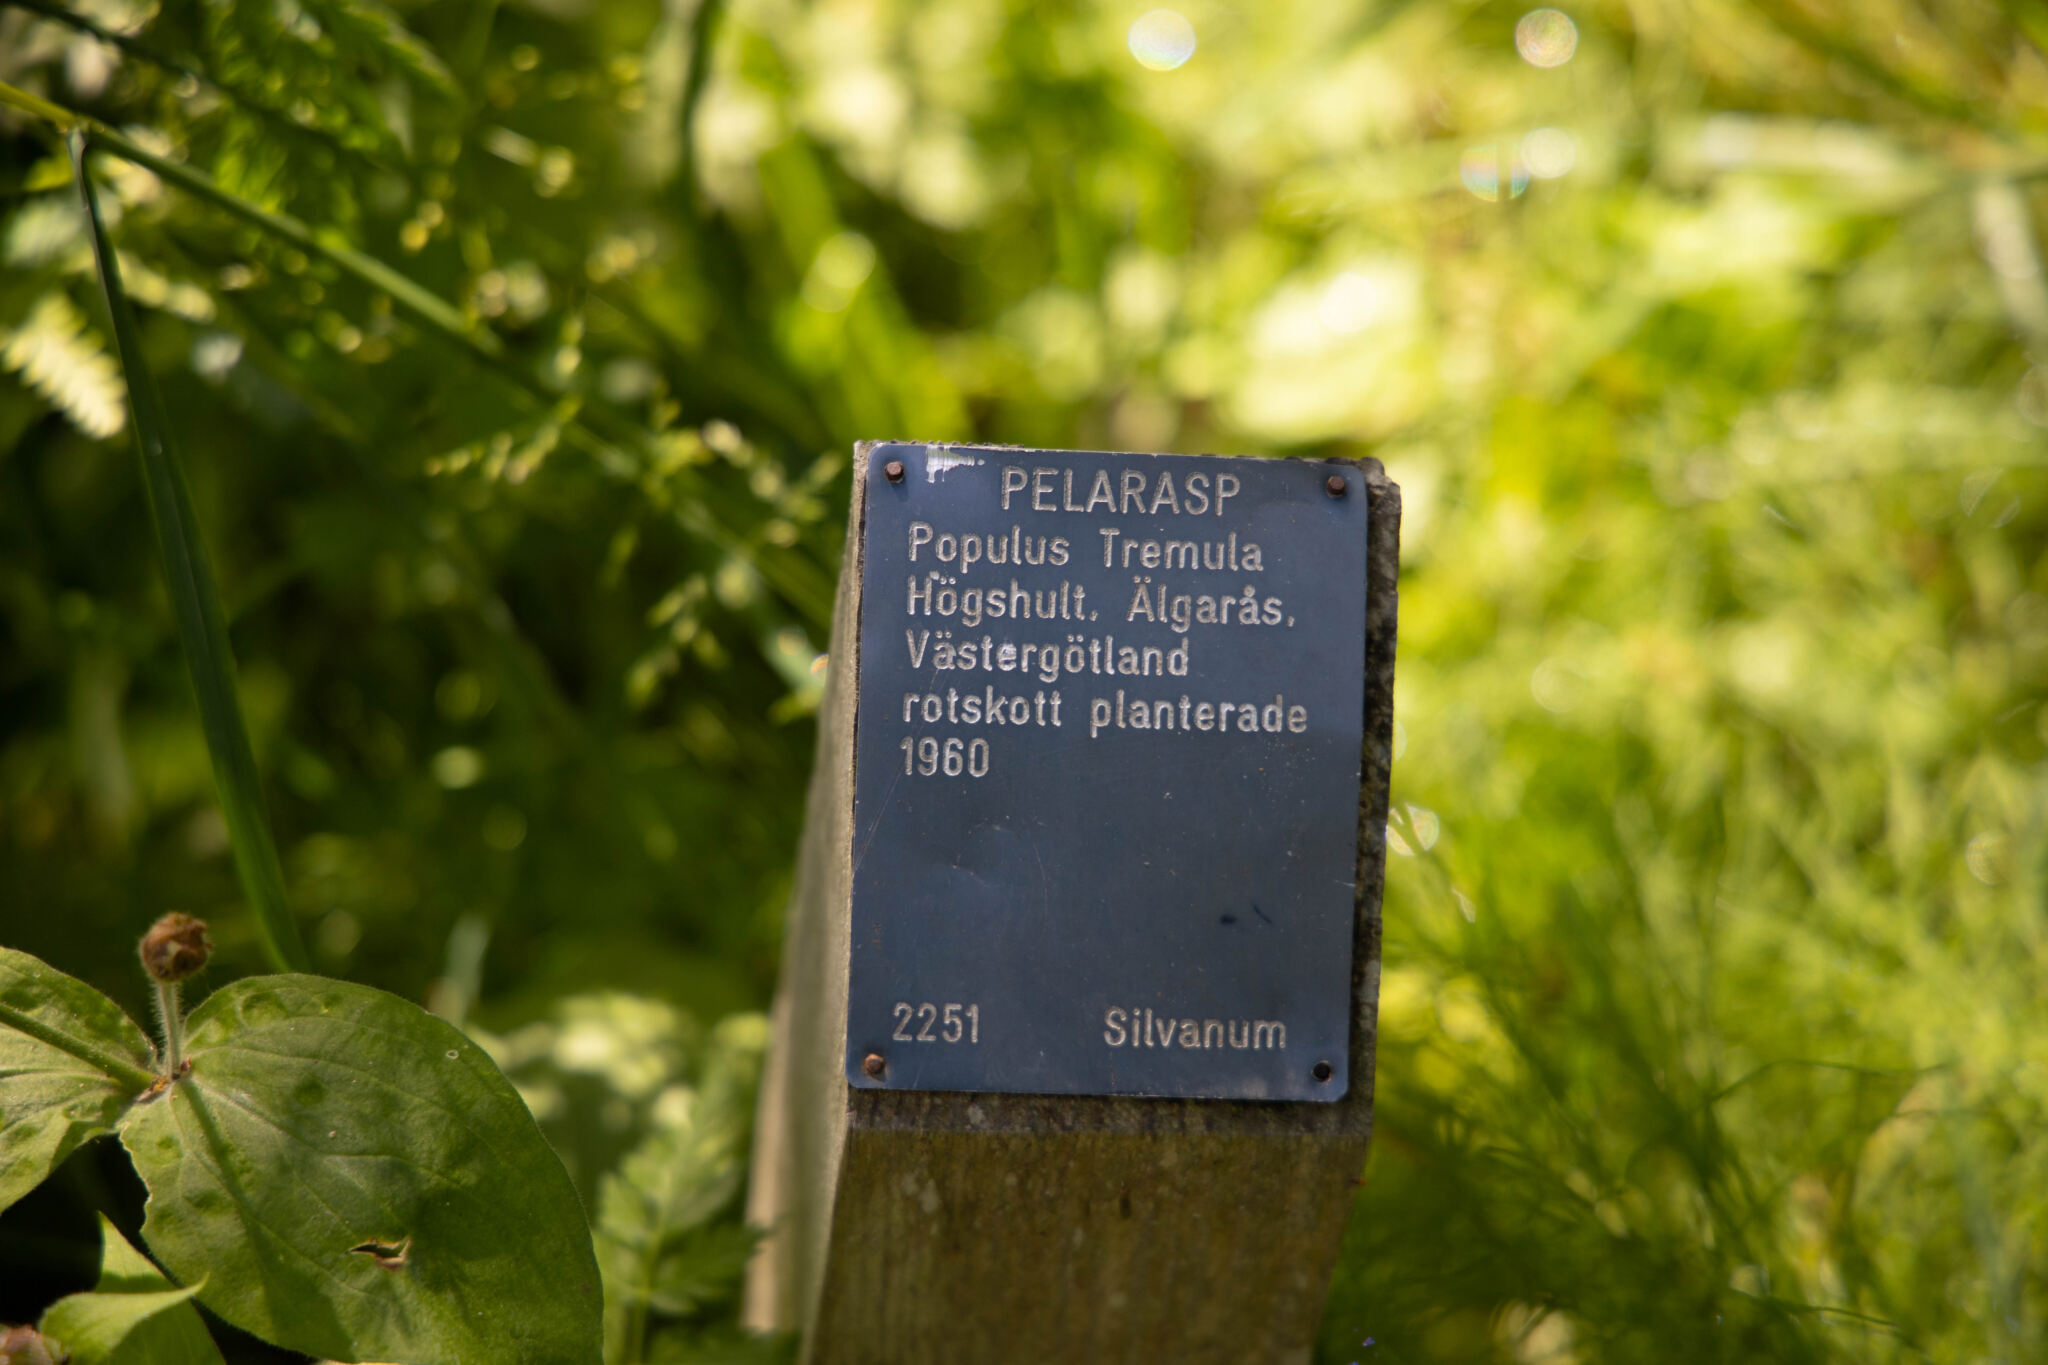 PELARASP
Populus Tremula
Högshult, Älgarås,
Västergötland
rotskott planterade
1960
2251 Silvanum